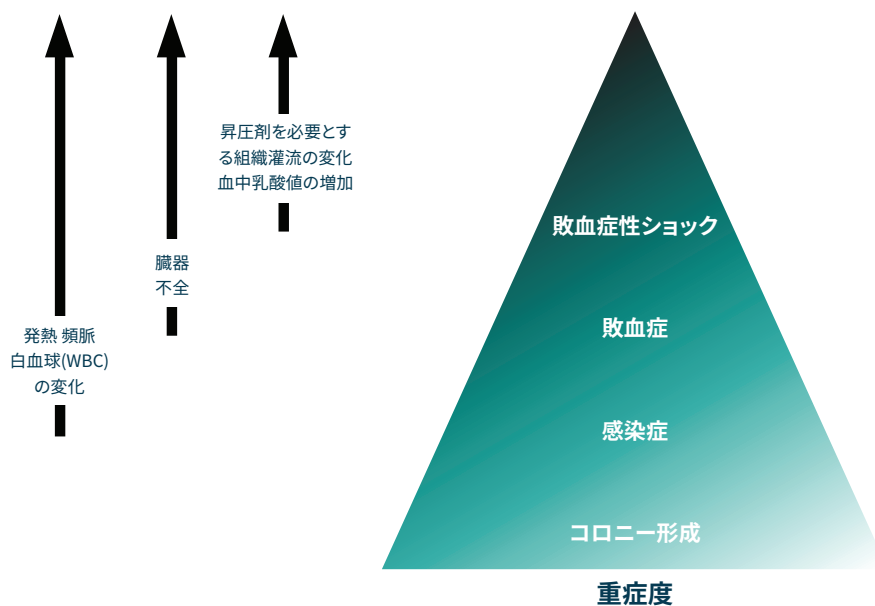 昇圧剤を必要とす
る組織灌流の変化
血中乳酸値の増加
臓器
不全
発熱 頻脈
白血球(WBC)
の変化
敗血症性ショック
敗血症
感染症
コロニー形成
重症度